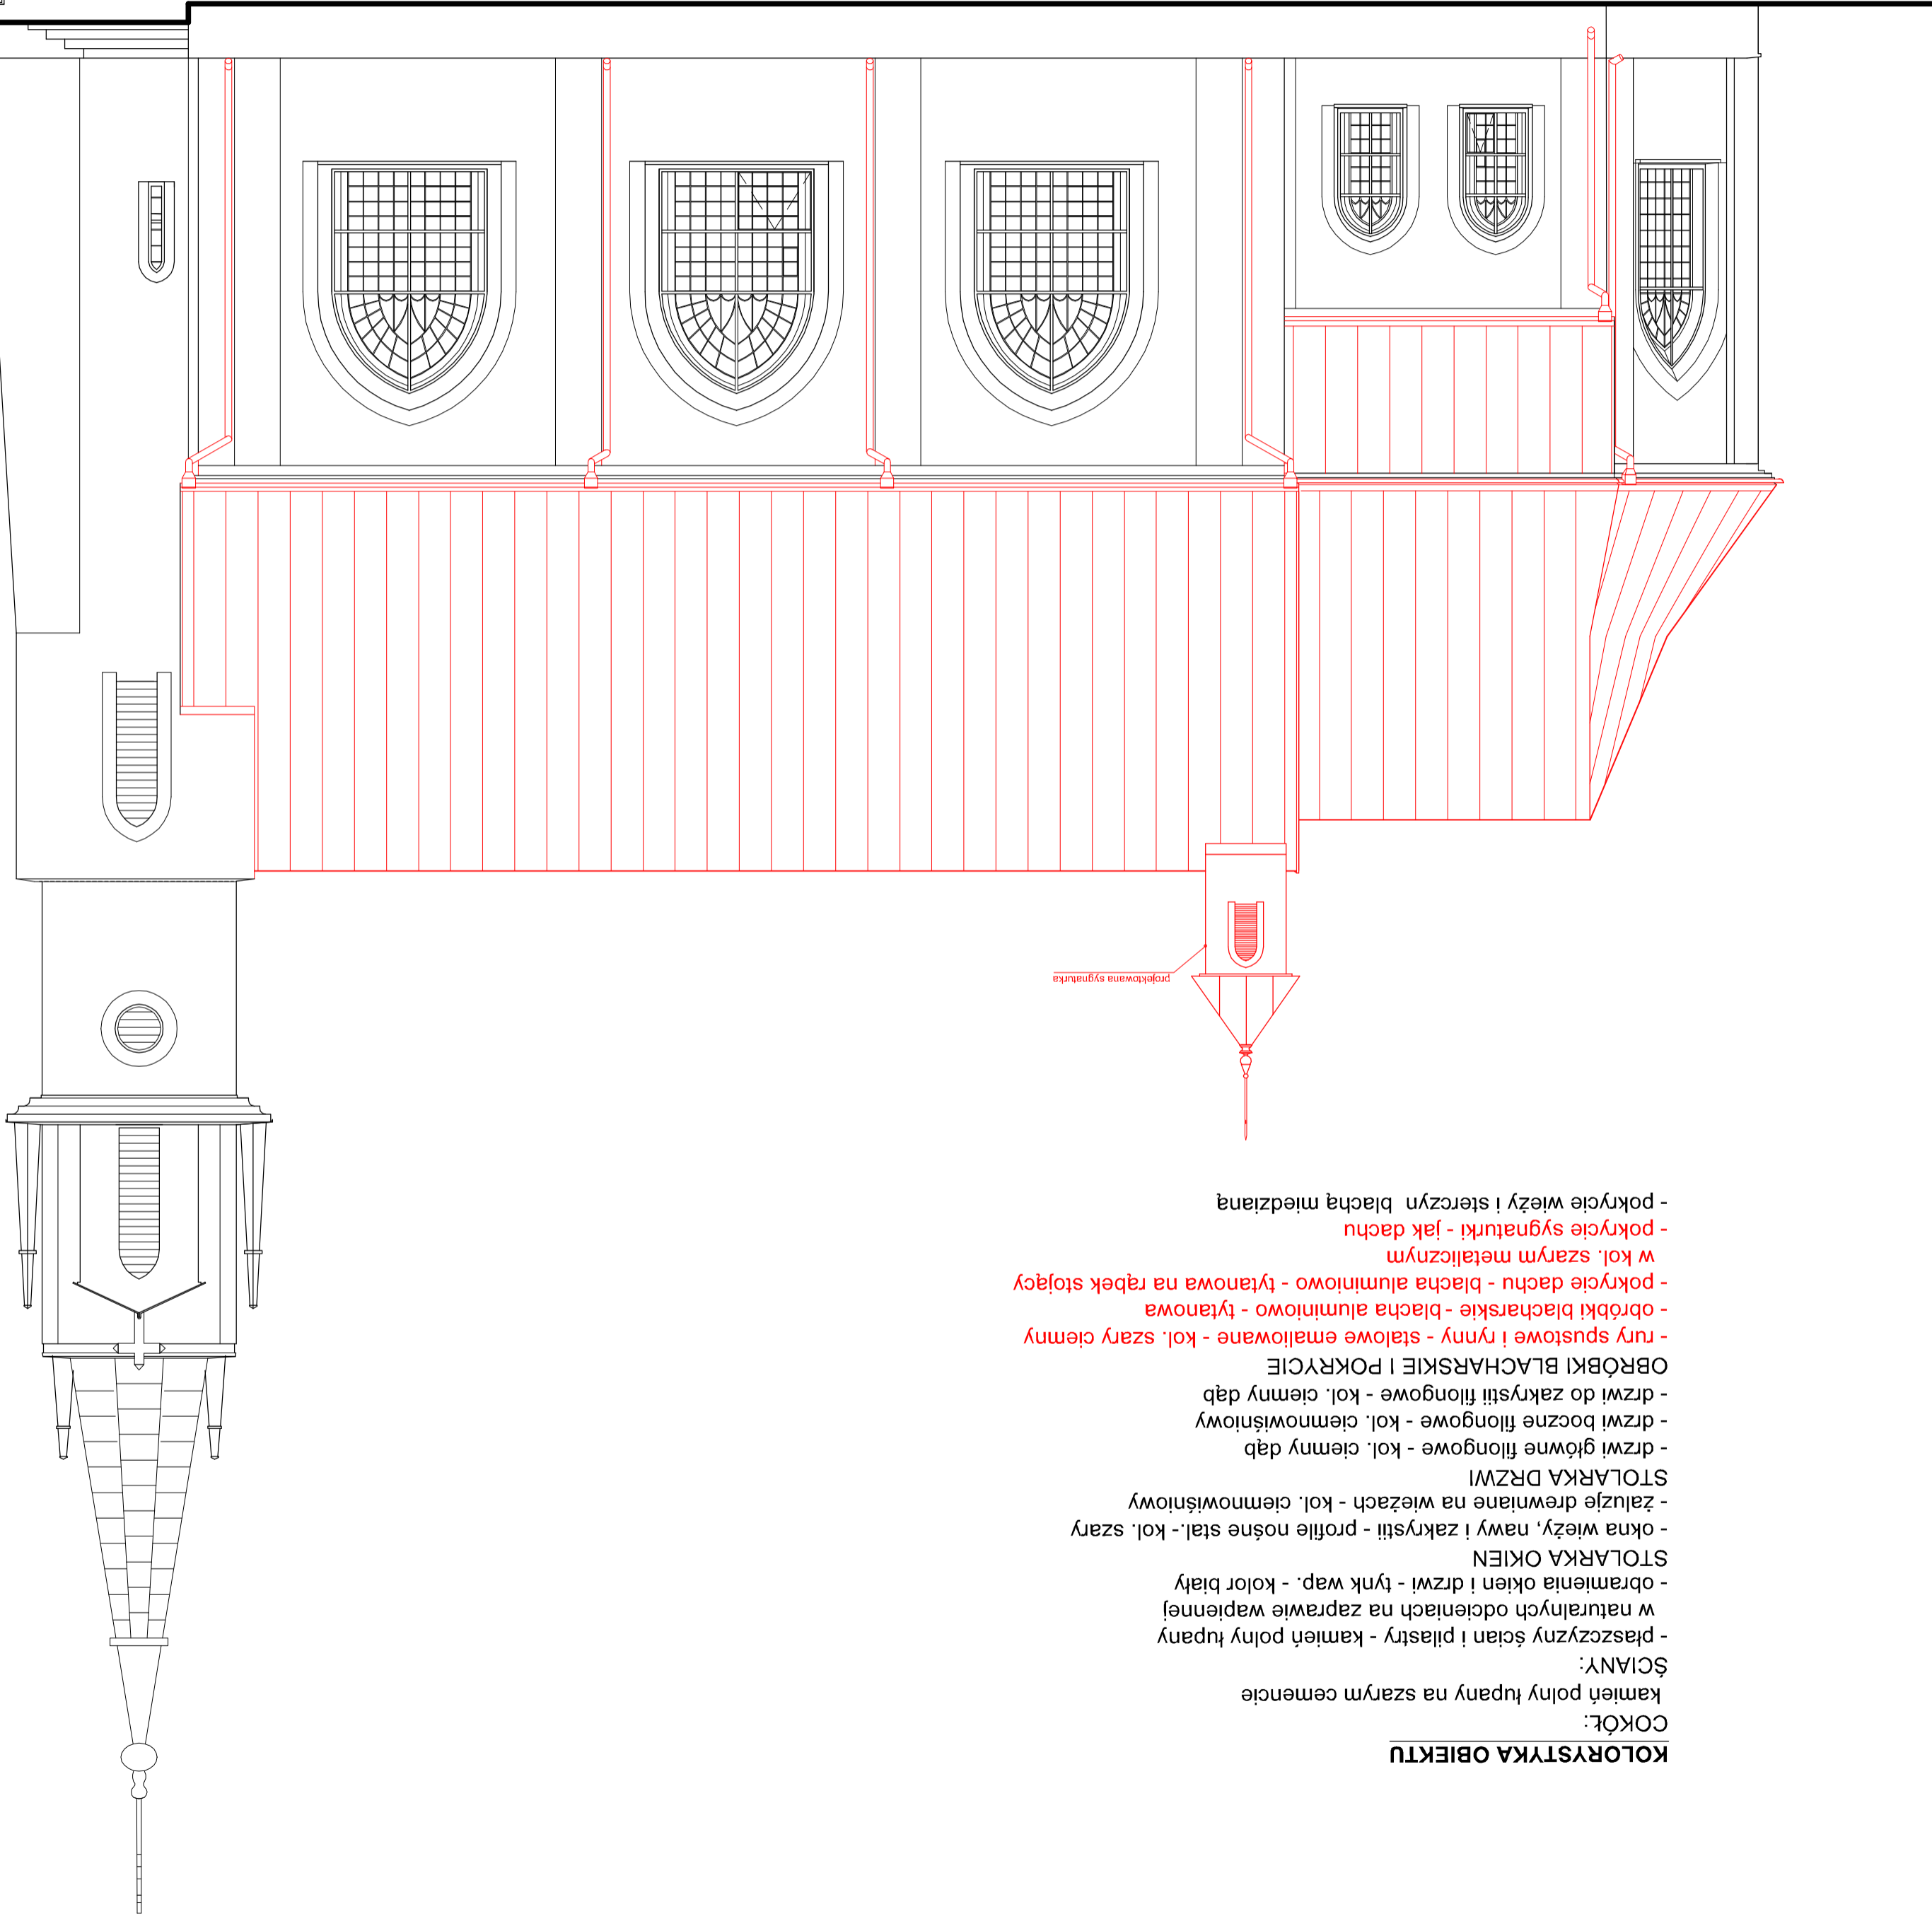 KOLORYSTYKA OBIEKTU
COKÓŁ:
kamień polny łupany na szarym cemencie
ŚCIANY:
- płaszczyzny ścian i pilastry - kamień polny łupany
w naturalnych odcieniach na zaprawie wapiennej
- obramienia okien i drzwi - tynk wap. - kolor biały
STOLARKA OKIEN
- okna wieży, nawy i zakrystii - profile nośne stal.- kol. szary
- żaluzje drewniane na wieżach - kol. ciemnowiśniowy
STOLARKA DRZWI
- drzwi główne filongowe - kol. ciemny dąb
- drzwi boczne filongowe - kol. ciemnowiśniowy
- drzwi do zakrystii filongowe - kol. ciemny dąb
OBRÓBKI BLACHARSKIE I POKRYCIE
- rury spustowe i rynny - stalowe emaliowane - kol. szary ciemny
- obróbki blacharskie - blacha aluminiowo - tytanowa
- pokrycie dachu - blacha aluminiowo - tytanowa na rąbek stojący
w kol. szarym metalicznym
- pokrycie sygnaturki - jak dachu
- pokrycie wieży i sterczyn blachą miedzianą
projektowana sygnaturka